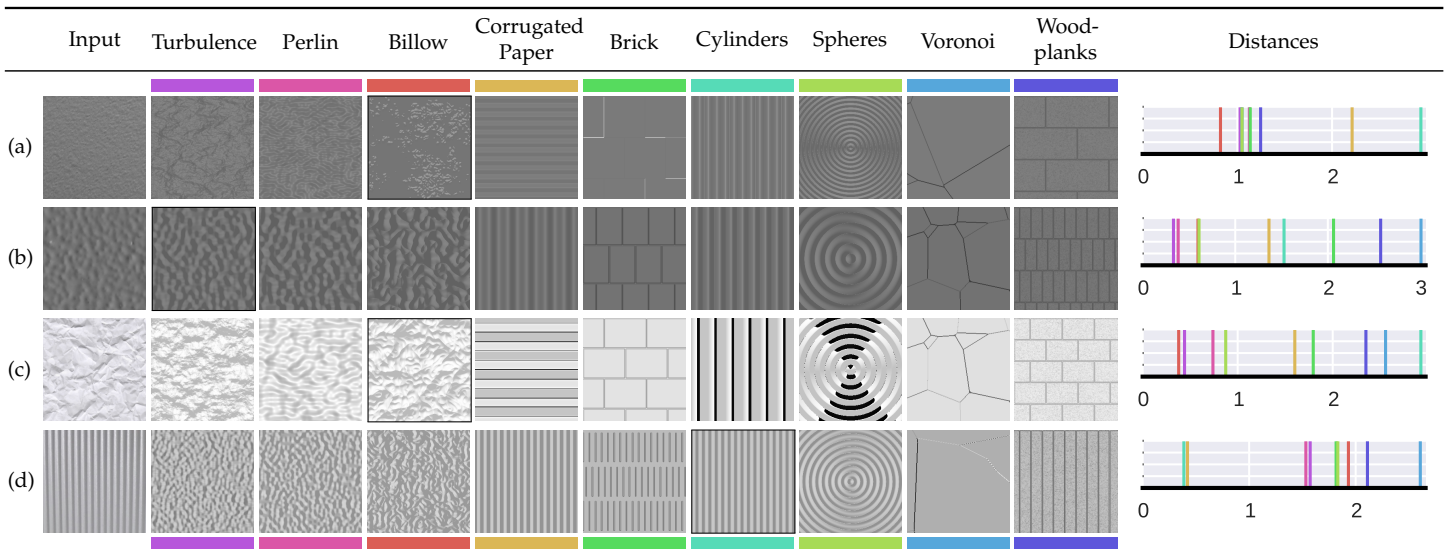 Input Turbulence Perlin Billow Corrugated Paper Brick Cylinders Spheres Voronoi Wood-planks Distances
(a)
0 1 2
(b)
0 1 2 3
(c)
0 1 2
(d)
0 1 2